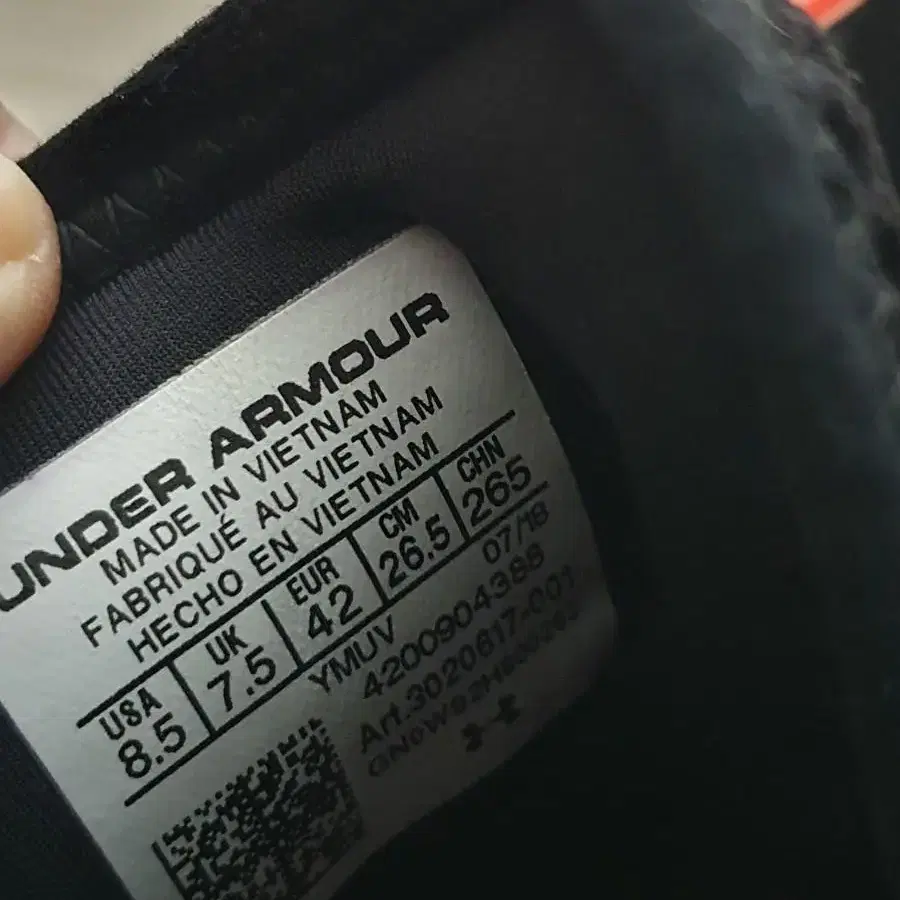 UNDER ARMOUR
MADE IN VIETNAM
FABRIQUÉ AU VIETNAM
HECHO EN VIETNAM
USA UK EUR CM CHN
8.5 7.5 42 26.5 265
YMUV 07/18
4200904388
Art.3020617-001